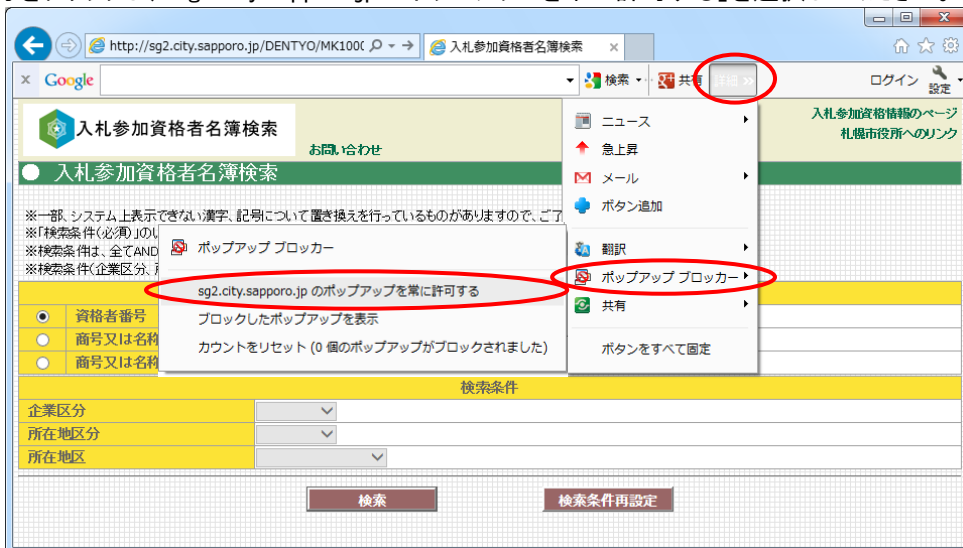 http://sg2.city.sapporo.jp/DENTYO/MK100
入札参加資格者名簿検索
Google
検索
共有
詳細 »
ログイン
設定
入札参加資格者名簿検索
お問い合わせ
入札参加資格情報のページ
札幌市役所へのリンク
● 入札参加資格者名簿検索
※一部、システム上表示できない漢字、記号について置き換えを行っているものがありますので、ご了
※「検索条件(必須)」の
※検索条件は、全てAND
※検索条件(企業区分、
ニュース
急上昇
メール
ボタン追加
翻訳
ポップアップ ブロッカー
共有
ボタンをすべて固定
ポップアップ ブロッカー
sg2.city.sapporo.jp のポップアップを常に許可する
ブロックしたポップアップを表示
カウントをリセット (0 個のポップアップがブロックされました)
資格者番号
商号又は名称
商号又は名称
検索条件
企業区分
所在地区分
所在地区
検索
検索条件再設定